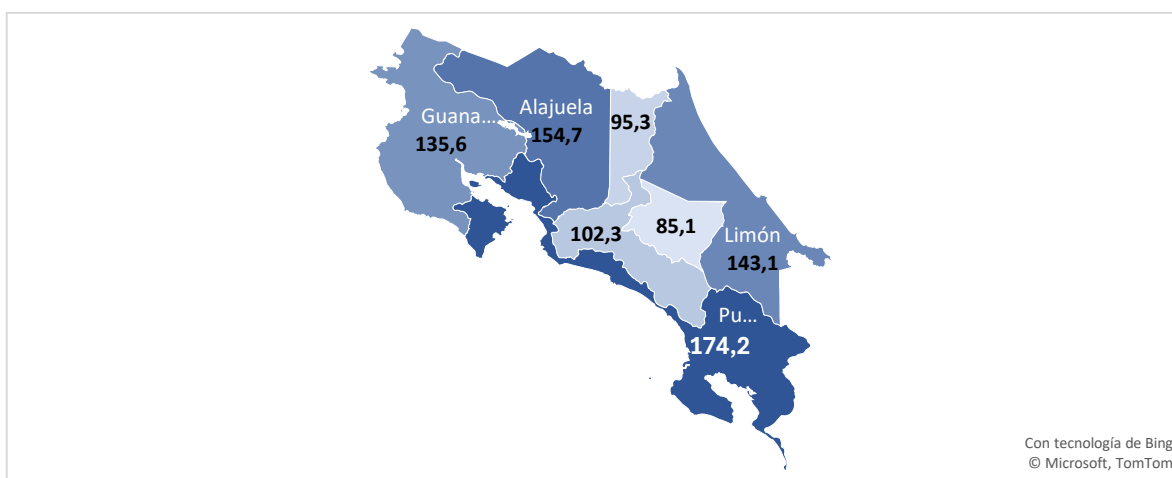 Alajuela
154,7
95,3
Guana...
135,6
102,3
85,1
Limón
143,1
Pu...
174,2
Con tecnología de Bing
© Microsoft, TomTom